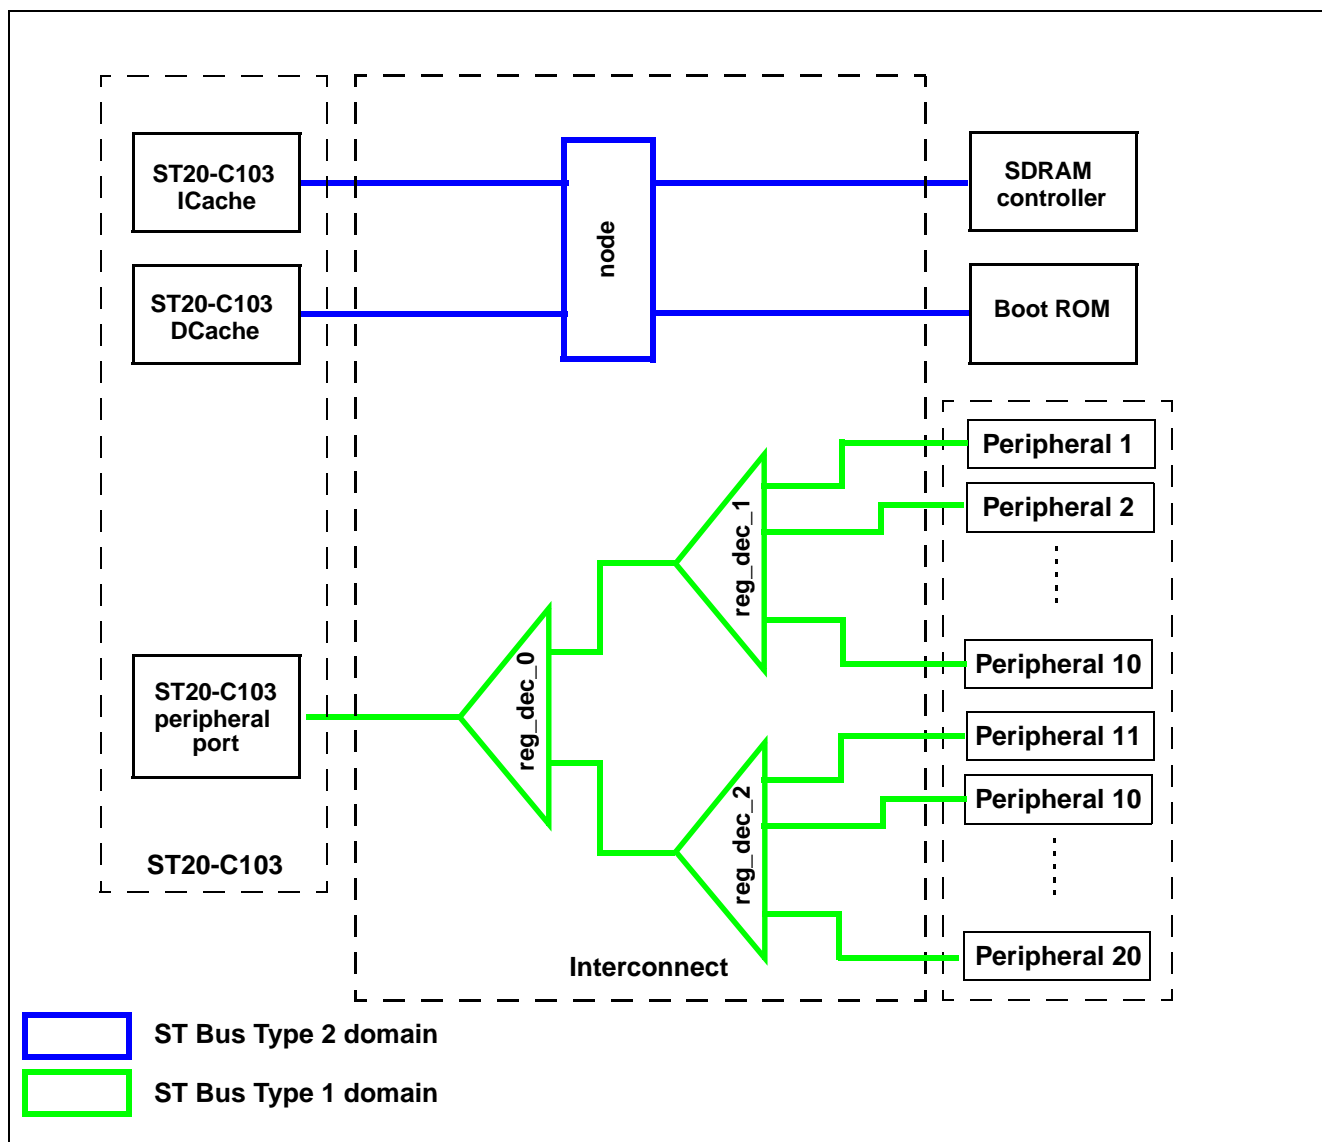 ST20-C103
ICache
ST20-C103
DCache
node
SDRAM
controller
Boot ROM
Peripheral 1
Peripheral 2
Peripheral 10
Peripheral 11
Peripheral 10
Peripheral 20
reg_dec_1
reg_dec_0
reg_dec_2
ST20-C103
peripheral
port
ST20-C103
Interconnect
ST Bus Type 2 domain
ST Bus Type 1 domain